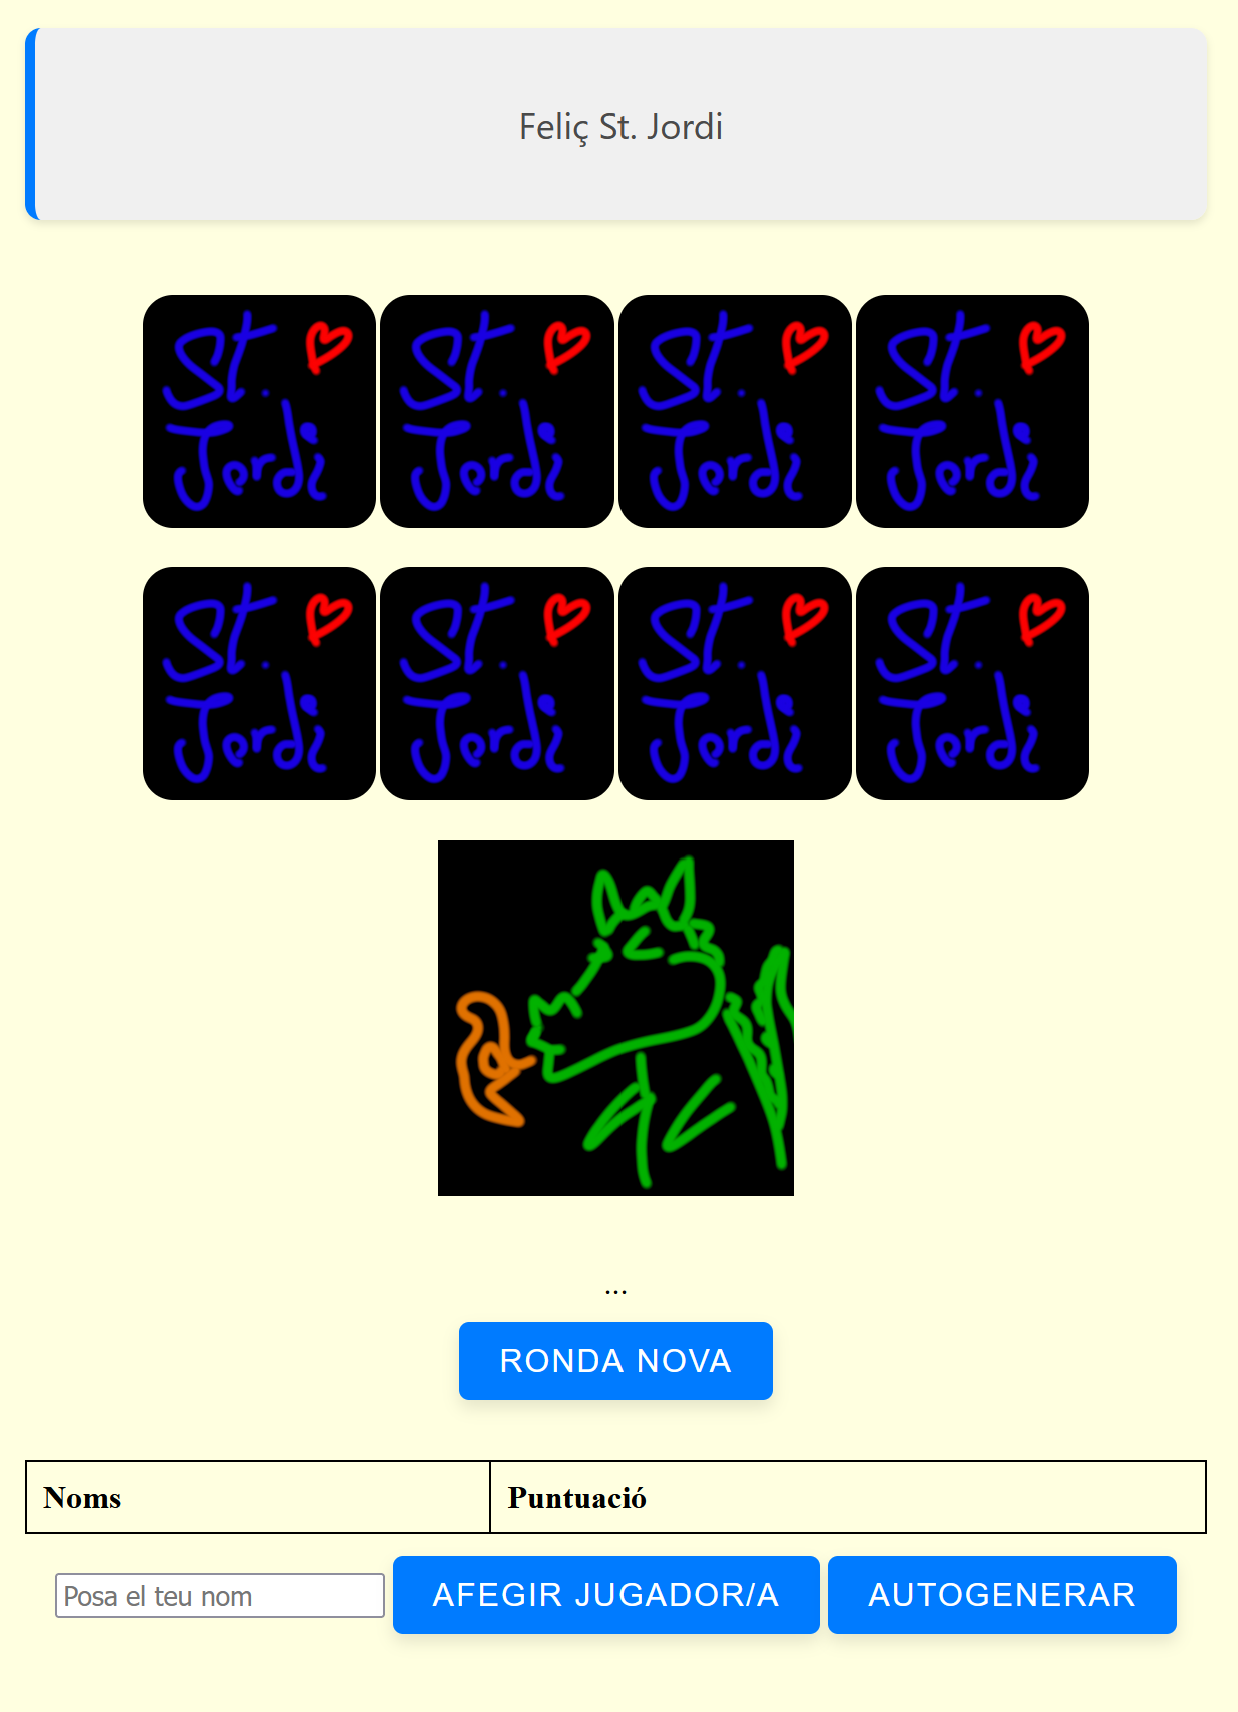 Feliç St. Jordi
St. St. St. St.
Jordi Jordi Jordi Jordi
St. St. St. St.
Jordi Jordi Jordi Jordi
...
RONDA NOVA
Noms Puntuació
Posa el teu nom AFEGIR JUGADOR/A AUTOGENERAR